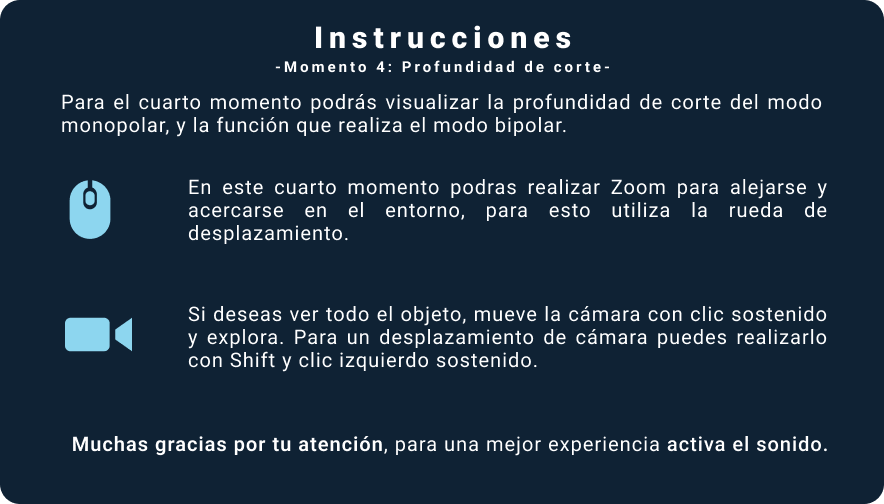 Instrucciones
-Momento 4: Profundidad de corte-
Para el cuarto momento podrás visualizar la profundidad de corte del modo
monopolar, y la función que realiza el modo bipolar.
En este cuarto momento podras realizar Zoom para alejarse y
acercarse en el entorno, para esto utiliza la rueda de
desplazamiento.
Si deseas ver todo el objeto, mueve la cámara con clic sostenido
y explora. Para un desplazamiento de cámara puedes realizarlo
con Shift y clic izquierdo sostenido.
Muchas gracias por tu atención, para una mejor experiencia activa el sonido.